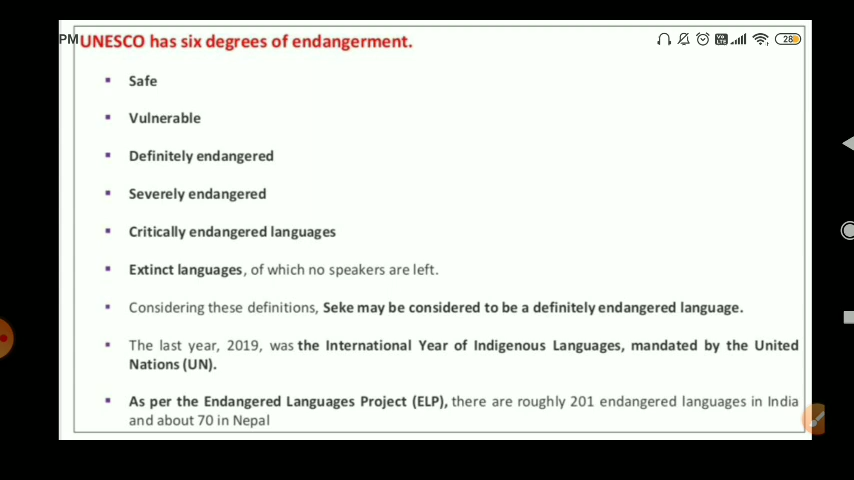 PM
UNESCO has six degrees of endangerment.
28
▪ Safe
▪ Vulnerable
▪ Definitely endangered
▪ Severely endangered
▪ Critically endangered languages
▪ Extinct languages, of which no speakers are left.
▪ Considering these definitions, Seke may be considered to be a definitely endangered language.
▪ The last year, 2019, was the International Year of Indigenous Languages, mandated by the United
Nations (UN).
▪ As per the Endangered Languages Project (ELP), there are roughly 201 endangered languages in India
and about 70 in Nepal